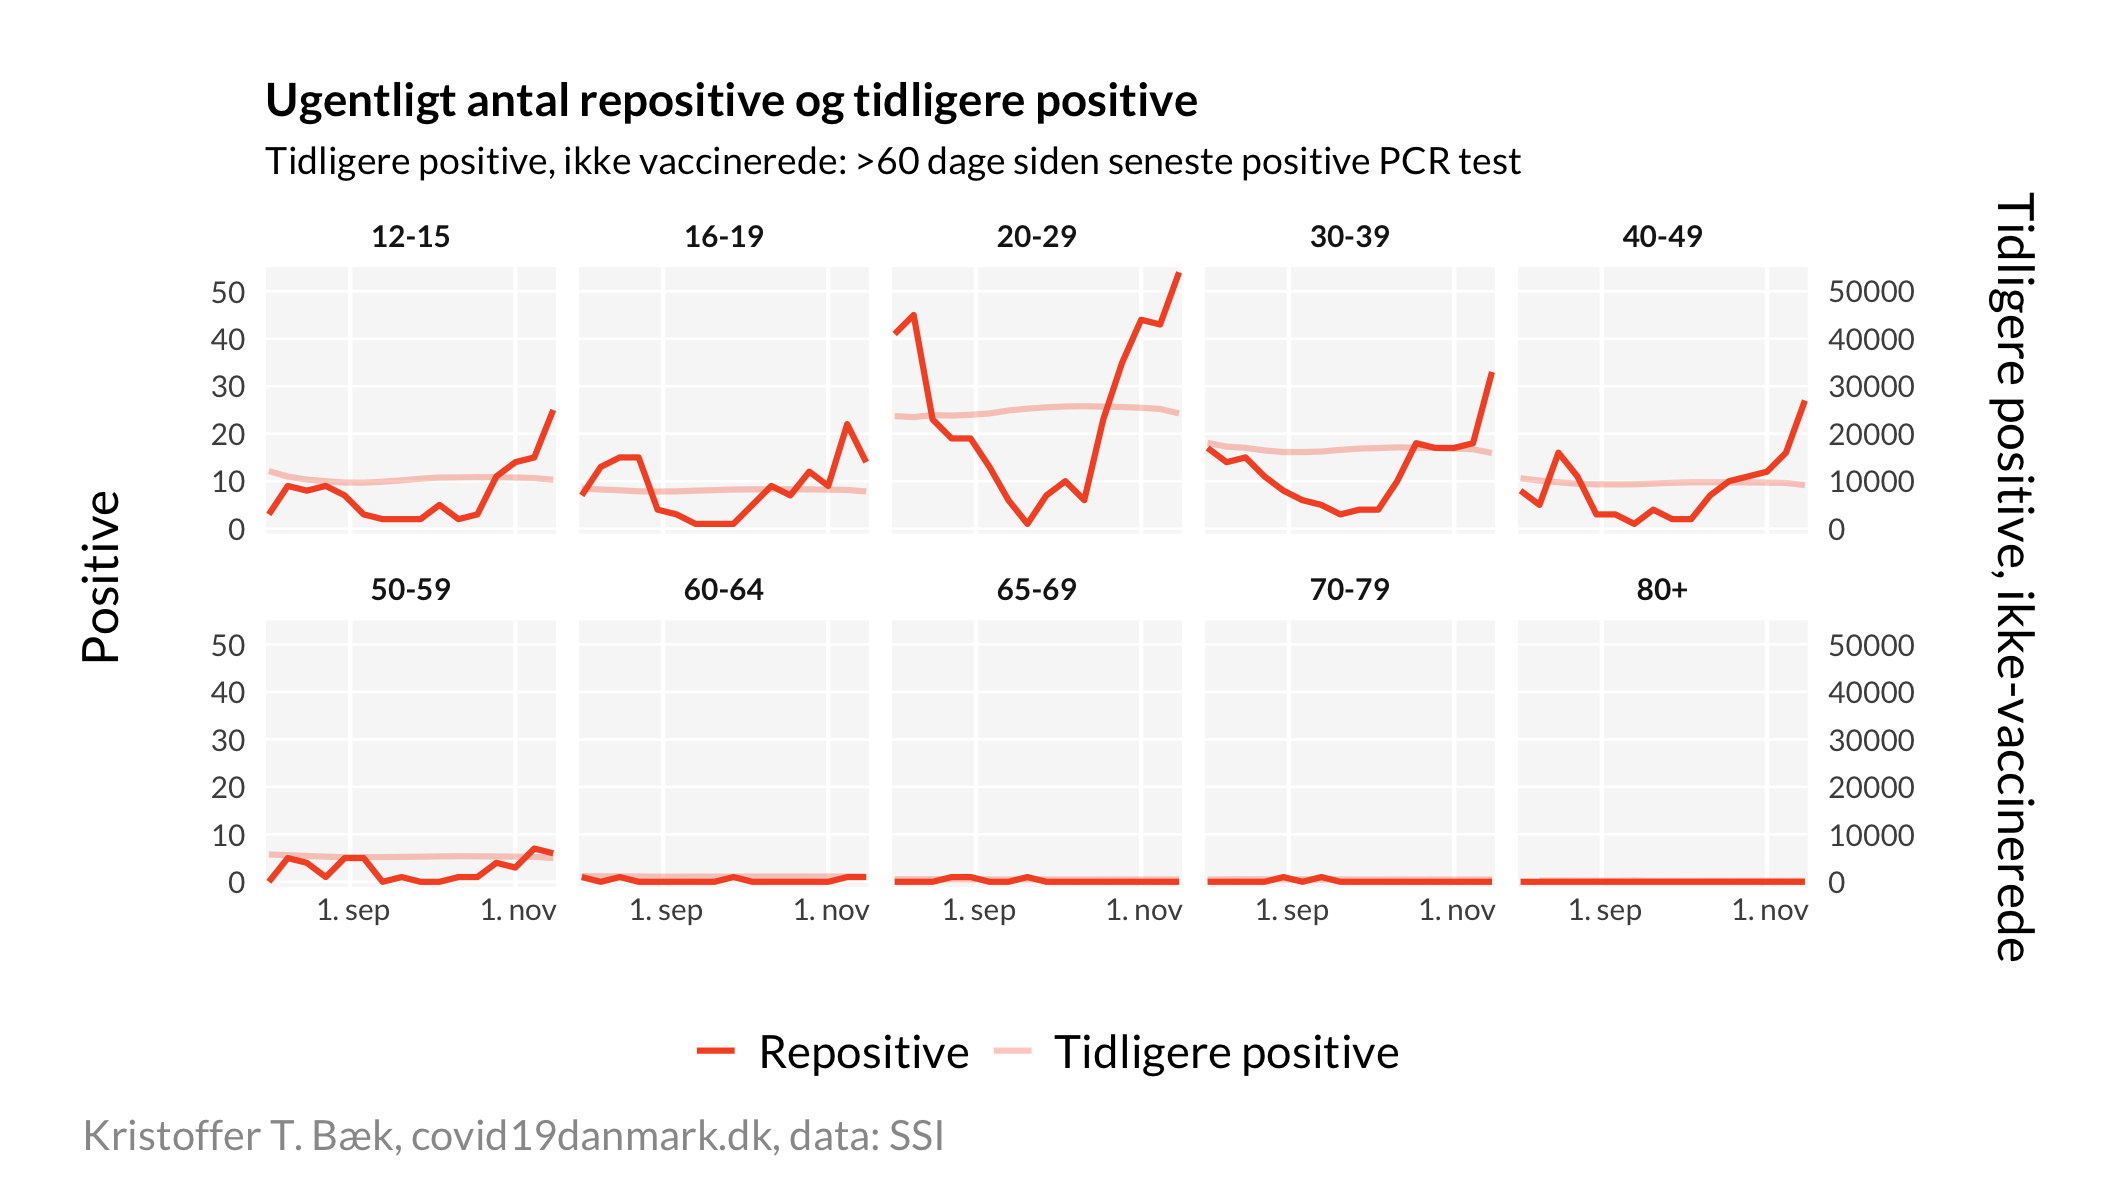 Ugentligt antal repositive og tidligere positive
Tidligere positive, ikke vaccinerede: >60 dage siden seneste positive PCR test
12-15 16-19 20-29 30-39 40-49
50 50000
40 40000
30 30000
20 20000
10 10000
0 0
Positive
Tidligere positive, ikke-vaccinerede
50-59 60-64 65-69 70-79 80+
50 50000
40 40000
30 30000
20 20000
10 10000
0 0
1. sep 1. nov 1. sep 1. nov 1. sep 1. nov 1. sep 1. nov 1. sep 1. nov
Repositive Tidligere positive
Kristoffer T. Bæk, covid19danmark.dk, data: SSI